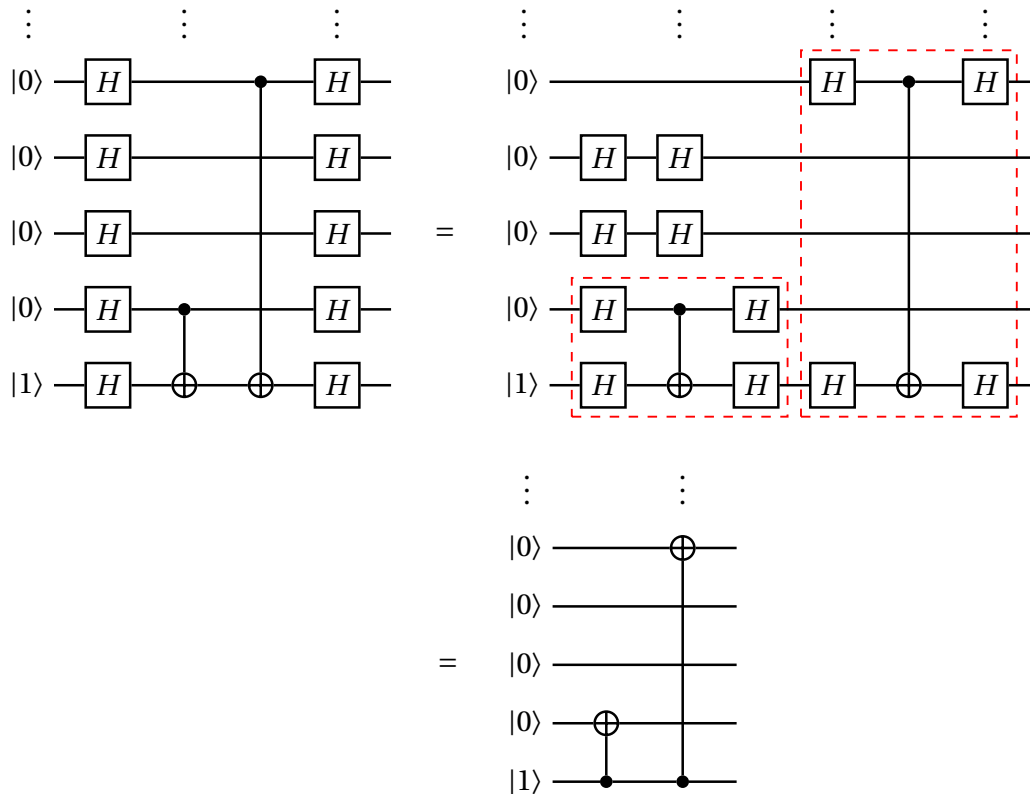 ⋮ ⋮ ⋮ ⋮ ⋮ ⋮ ⋮
|0⟩ H H |0⟩ H H
|0⟩ H H |0⟩ H H
|0⟩ H H = |0⟩ H H
|0⟩ H H |0⟩ H H
|1⟩ H H |1⟩ H H H H
⋮ ⋮
|0⟩
|0⟩
= |0⟩
|0⟩
|1⟩